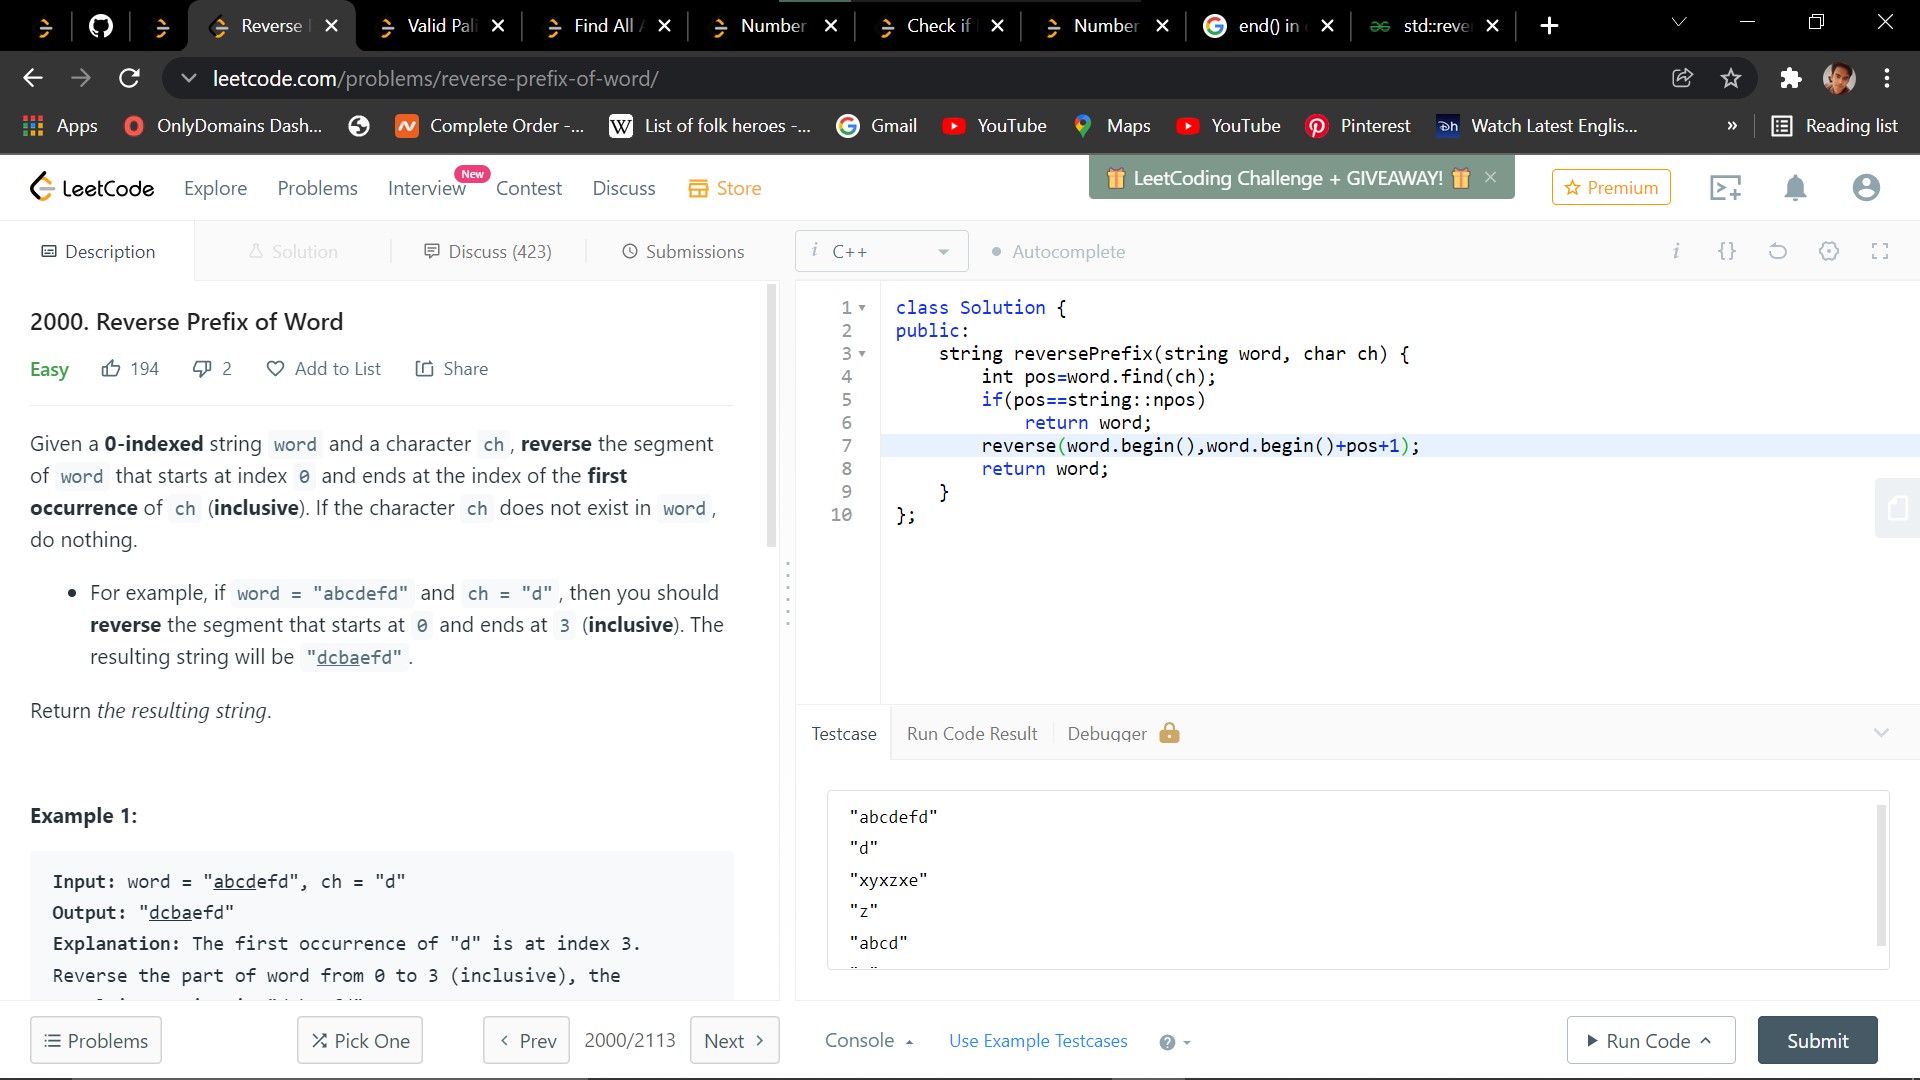 Reverse
Valid Pal
Find All
Number
Check if
Number
end() in
std::reve
leetcode.com/problems/reverse-prefix-of-word/
Apps
OnlyDomains Dash...
Complete Order -...
List of folk heroes -...
Gmail
YouTube
Maps
YouTube
Pinterest
Watch Latest Englis...
»
Reading list
LeetCode
Explore
Problems
Interview
New
Contest
Discuss
Store
LeetCoding Challenge + GIVEAWAY!
Premium
Description
Solution
Discuss (423)
Submissions
i C++
Autocomplete
2000. Reverse Prefix of Word
Easy 194 2 Add to List Share
Given a 0-indexed string word and a character ch, reverse the segment
of word that starts at index 0 and ends at the index of the first
occurrence of ch (inclusive). If the character ch does not exist in word,
do nothing.
• For example, if word = "abcdefd" and ch = "d", then you should
reverse the segment that starts at 0 and ends at 3 (inclusive). The
resulting string will be "dcbaefd".
Return the resulting string.
Example 1:
Input: word = "abcdefd", ch = "d"
Output: "dcbaefd"
Explanation: The first occurrence of "d" is at index 3.
Reverse the part of word from 0 to 3 (inclusive), the
1 class Solution {
2 public:
3 string reversePrefix(string word, char ch) {
4 int pos=word.find(ch);
5 if(pos==string::npos)
6 return word;
7 reverse(word.begin(),word.begin()+pos+1);
8 return word;
9 }
10 };
Testcase
Run Code Result
Debugger
"abcdefd"
"d"
"xyxzxe"
"z"
"abcd"
Problems
Pick One
Prev
2000/2113
Next
Console
Use Example Testcases
Run Code
Submit